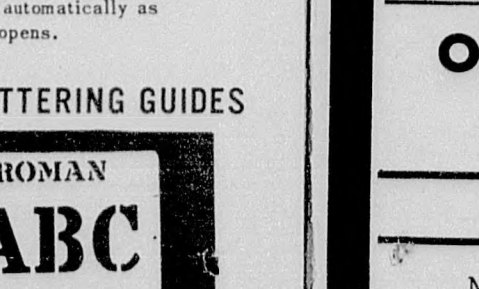 automatically as
opens.
TTERING GUIDES
ROMAN
ABC